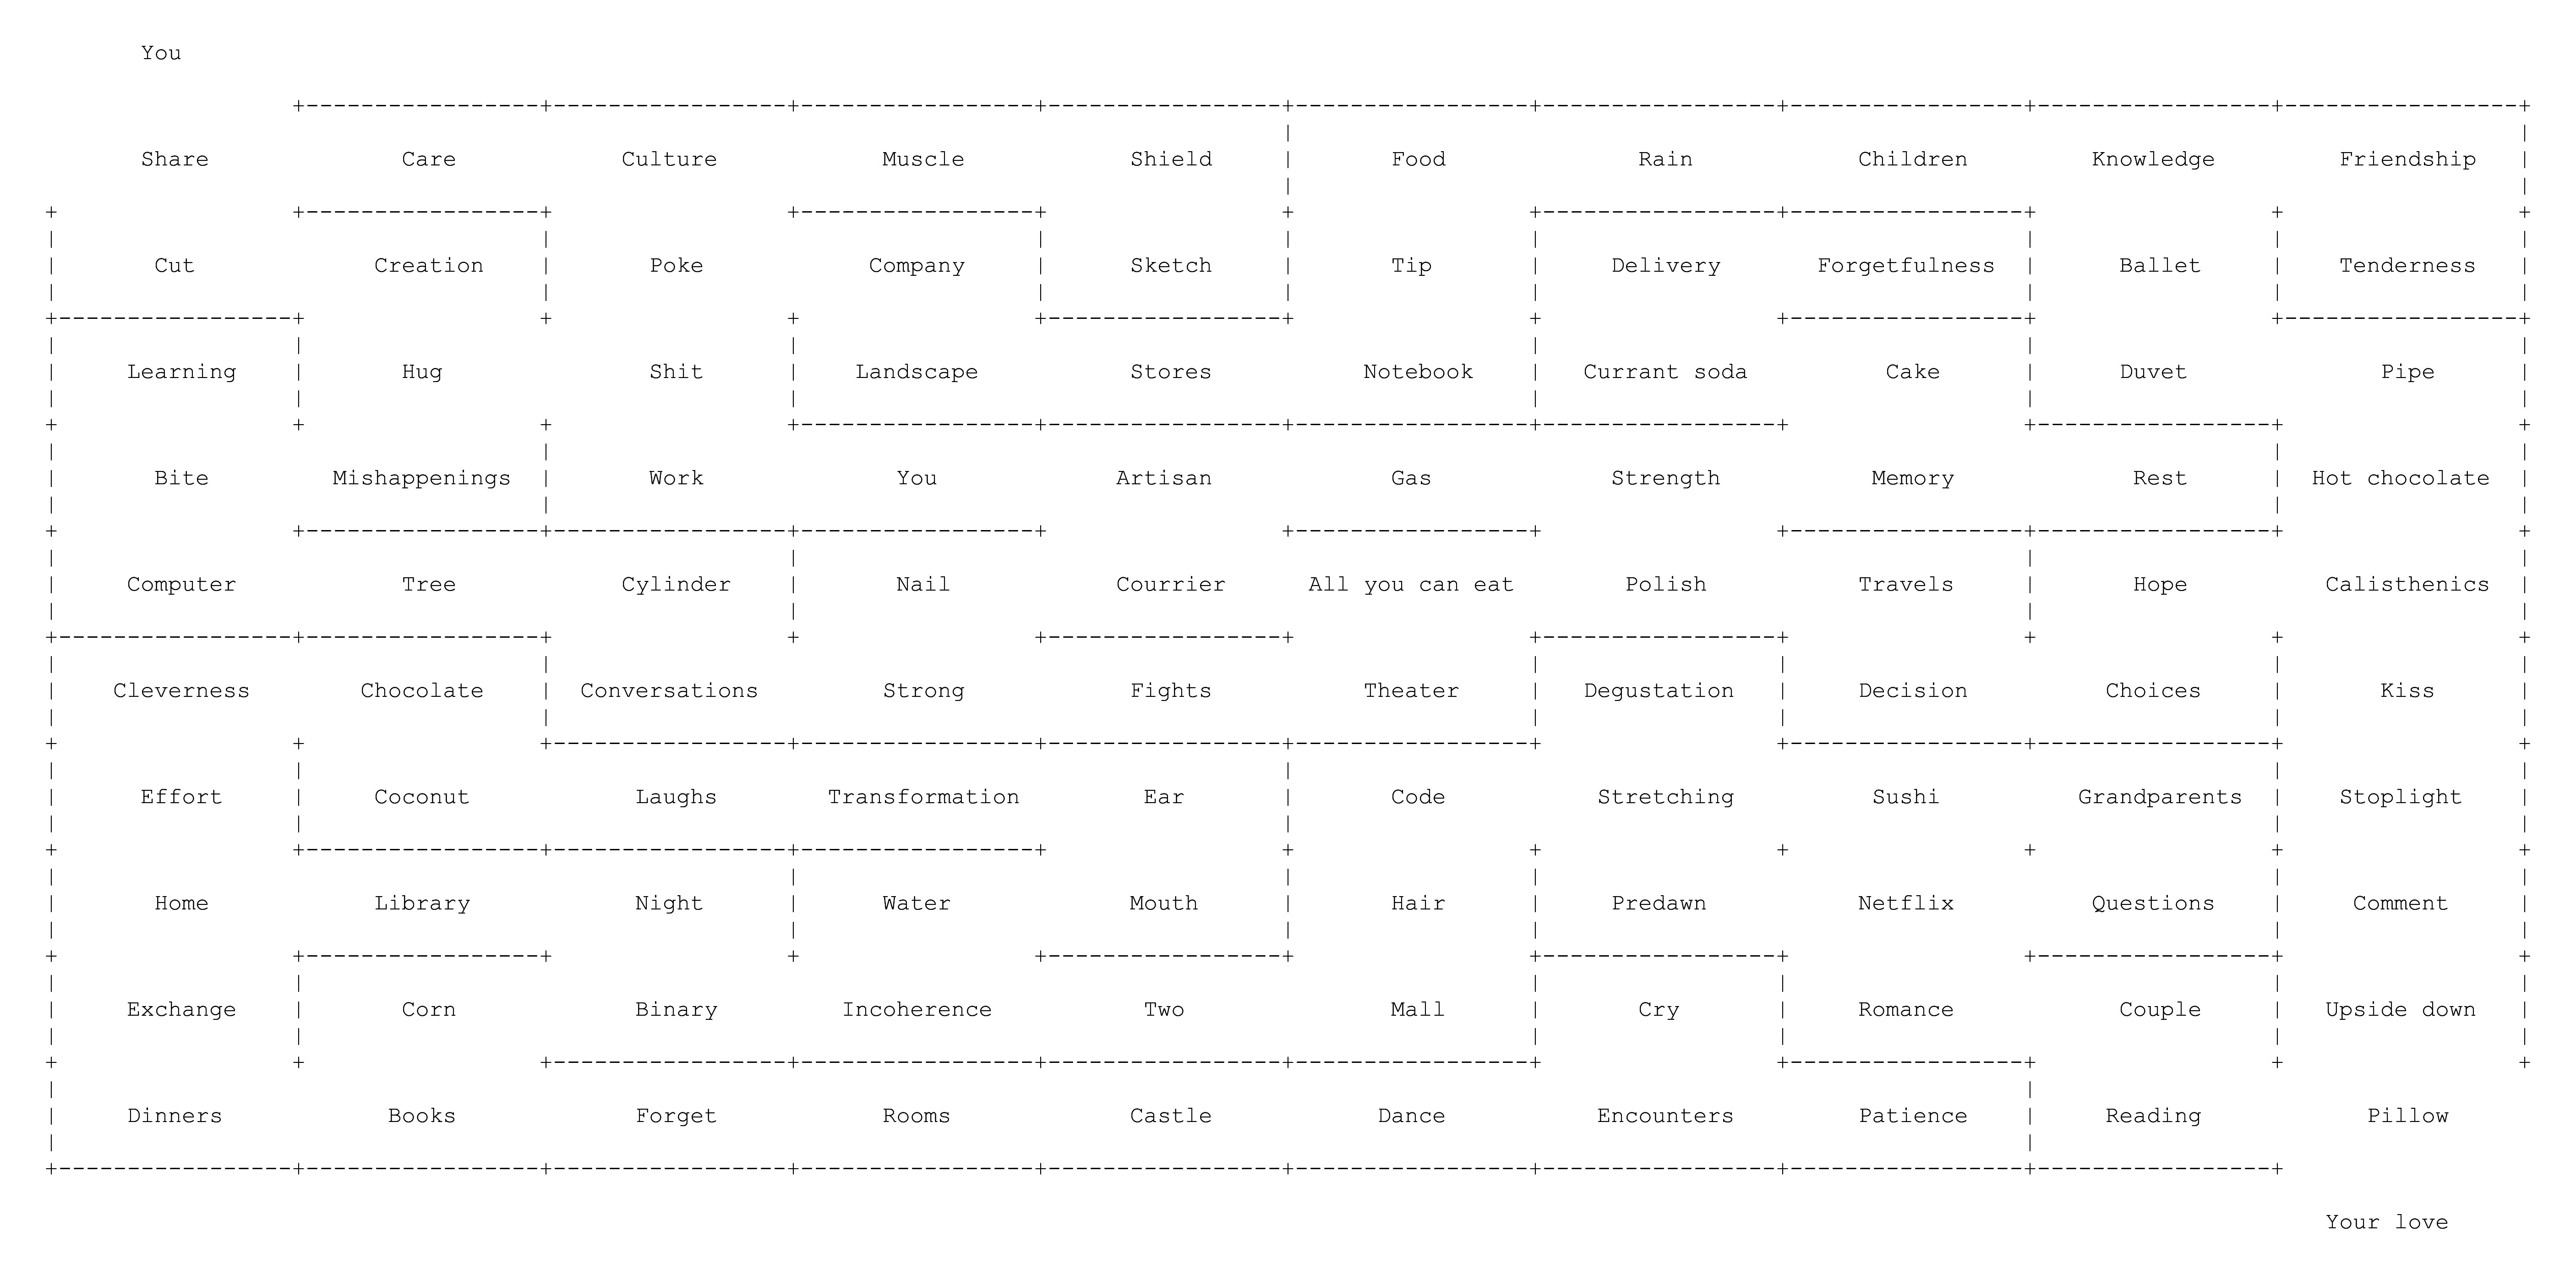 You
Share Care Culture Muscle Shield Food Rain Children Knowledge Friendship
Cut Creation Poke Company Sketch Tip Delivery Forgetfulness Ballet Tenderness
Learning Hug Shit Landscape Stores Notebook Currant soda Cake Duvet Pipe
Bite Mishappenings Work You Artisan Gas Strength Memory Rest Hot chocolate
Computer Tree Cylinder Nail Courrier All you can eat Polish Travels Hope Calisthenics
Cleverness Chocolate Conversations Strong Fights Theater Degustation Decision Choices Kiss
Effort Coconut Laughs Transformation Ear Code Stretching Sushi Grandparents Stoplight
Home Library Night Water Mouth Hair Predawn Netflix Questions Comment
Exchange Corn Binary Incoherence Two Mall Cry Romance Couple Upside down
Dinners Books Forget Rooms Castle Dance Encounters Patience Reading Pillow
Your love